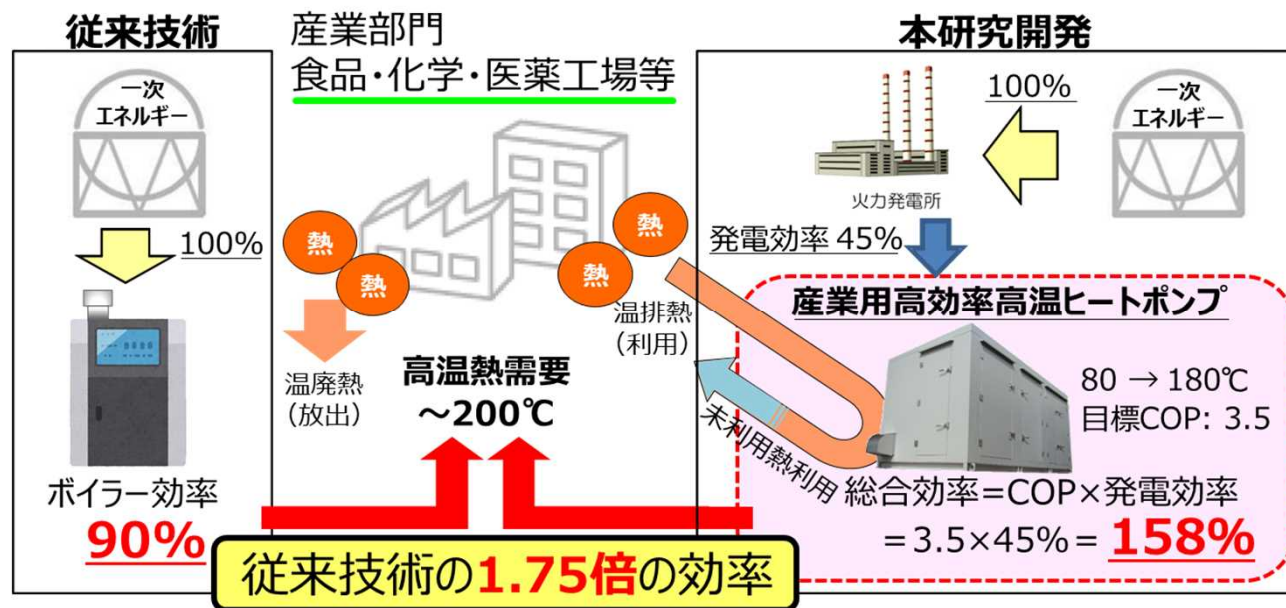 従来技術
一次
エネルギー
100%
ボイラー効率
90%
産業部門
食品・化学・医薬工場等
熱
熱
熱
熱
温廃熱
(放出)
温排熱
(利用)
高温熱需要
～200℃
本研究開発
100%
一次
エネルギー
火力発電所
発電効率 45%
産業用高効率高温ヒートポンプ
80 → 180℃
目標COP: 3.5
未利用熱利用
総合効率=COP×発電効率
=3.5×45%= 158%
従来技術の1.75倍の効率